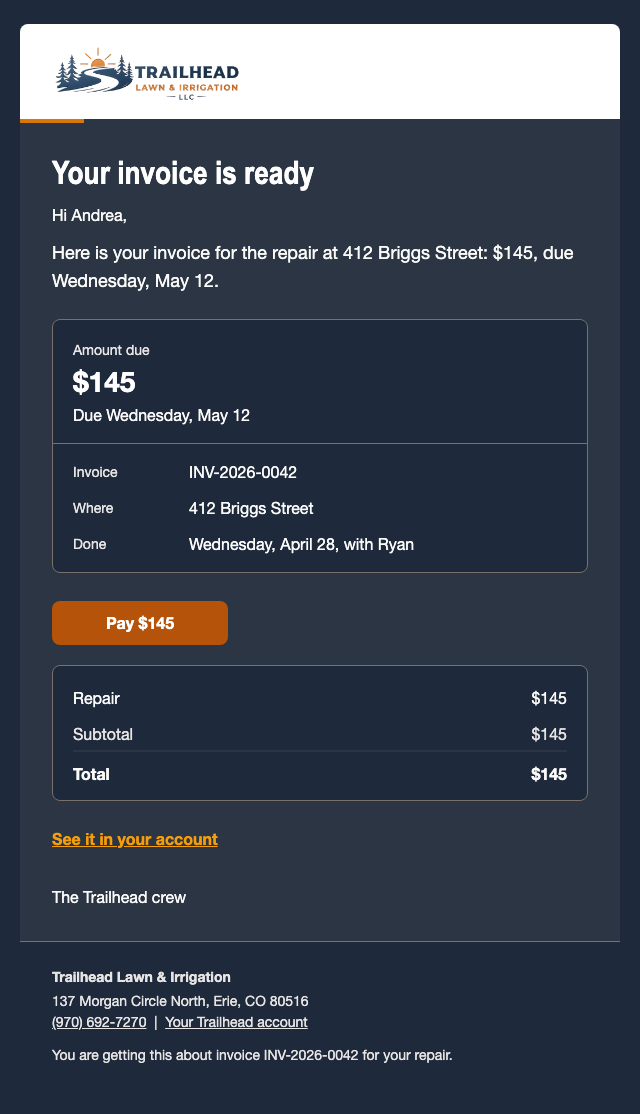 TRAILHEAD
LAWN & IRRIGATION
LLC
Your invoice is ready
Hi Andrea,
Here is your invoice for the repair at 412 Briggs Street: $145, due
Wednesday, May 12.
Amount due
$145
Due Wednesday, May 12
Invoice INV-2026-0042
Where 412 Briggs Street
Done Wednesday, April 28, with Ryan
Pay $145
Repair $145
Subtotal $145
Total $145
See it in your account
The Trailhead crew
Trailhead Lawn & Irrigation
137 Morgan Circle North, Erie, CO 80516
(970) 692-7270 | Your Trailhead account
You are getting this about invoice INV-2026-0042 for your repair.